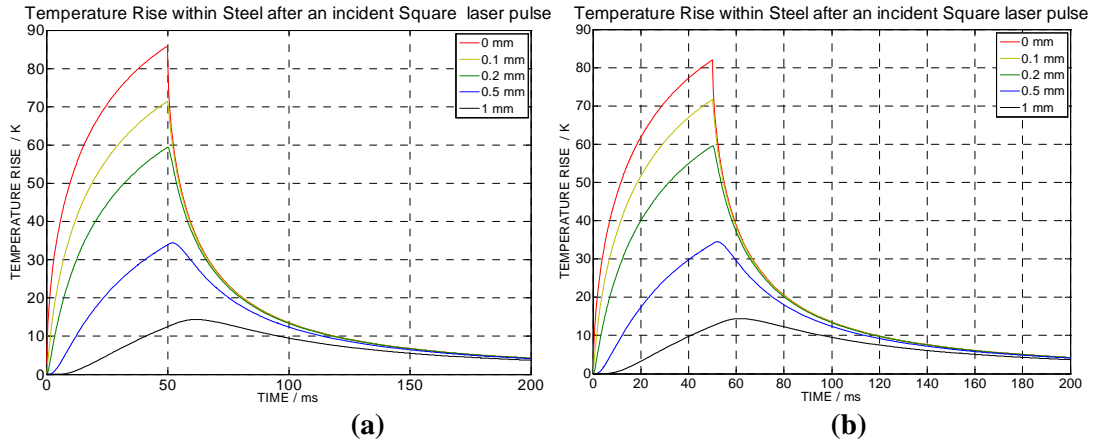 Temperature Rise within Steel after an incident Square laser pulse
90
80
70
60
50
40
30
20
10
0
TEMPERATURE RISE / K
0 mm
0.1 mm
0.2 mm
0.5 mm
1 mm
0
50
100
150
200
TIME / ms
(a)
Temperature Rise within Steel after an incident Square laser pulse
90
80
70
60
50
40
30
20
10
0
TEMPERATURE RISE / K
0 mm
0.1 mm
0.2 mm
0.5 mm
1 mm
0
20
40
60
80
100
120
140
160
180
200
TIME / ms
(b)